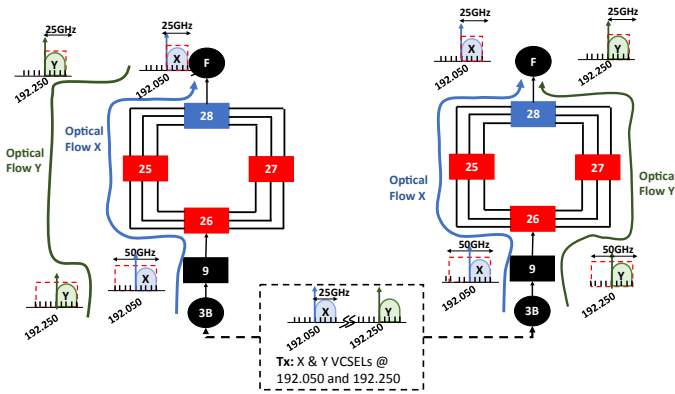 25GHz
Y
192.250
25GHz
X
192.050
F
28
25
27
26
9
3B
Optical
Flow X
Optical
Flow Y
50GHz
X
192.050
Y
192.250
25GHz
X
192.050
25GHz
Y
192.250
F
28
25
27
26
9
3B
Optical
Flow X
Optical
Flow Y
50GHz
X
192.050
50GHz
Y
192.250
25GHz
X
Y
192.050
192.250
Tx: X & Y VCSELs @
192.050 and 192.250